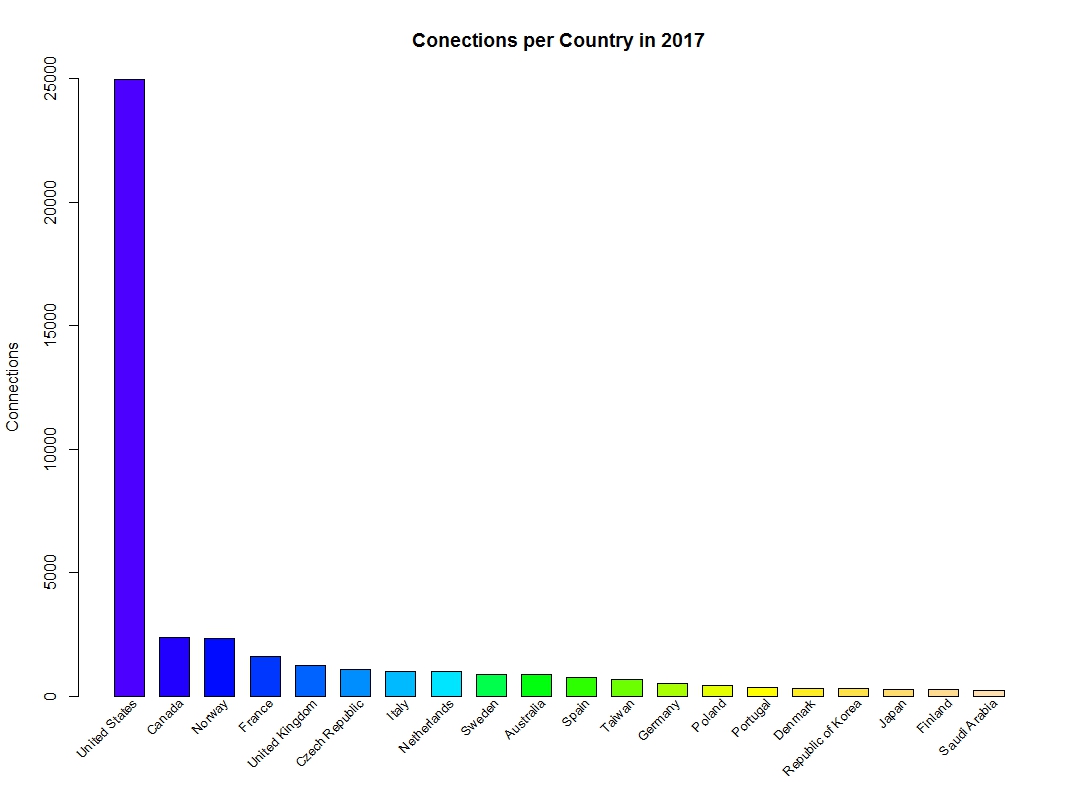 Conections per Country in 2017
Connections
25000
20000
15000
10000
5000
0
United States
Canada
Norway
France
United Kingdom
Czech Republic
Italy
Netherlands
Sweden
Australia
Spain
Taiwan
Germany
Poland
Portugal
Denmark
Republic of Korea
Japan
Finland
Saudi Arabia